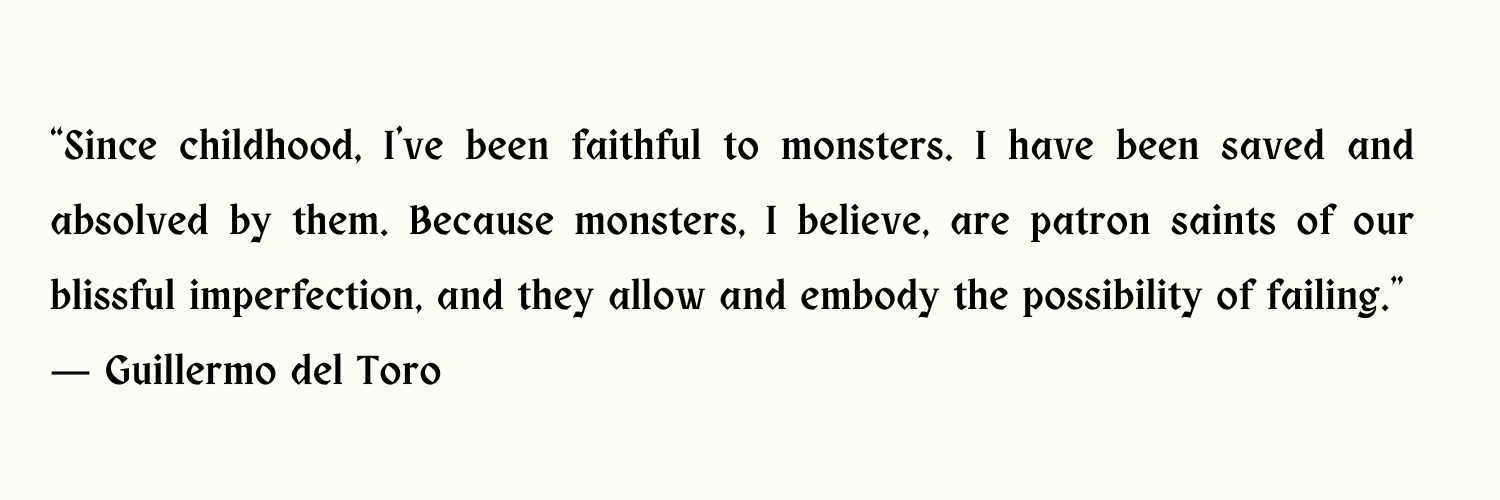 “Since childhood, I’ve been faithful to monsters. I have been saved and
absolved by them. Because monsters, I believe, are patron saints of our
blissful imperfection, and they allow and embody the possibility of failing.”
— Guillermo del Toro